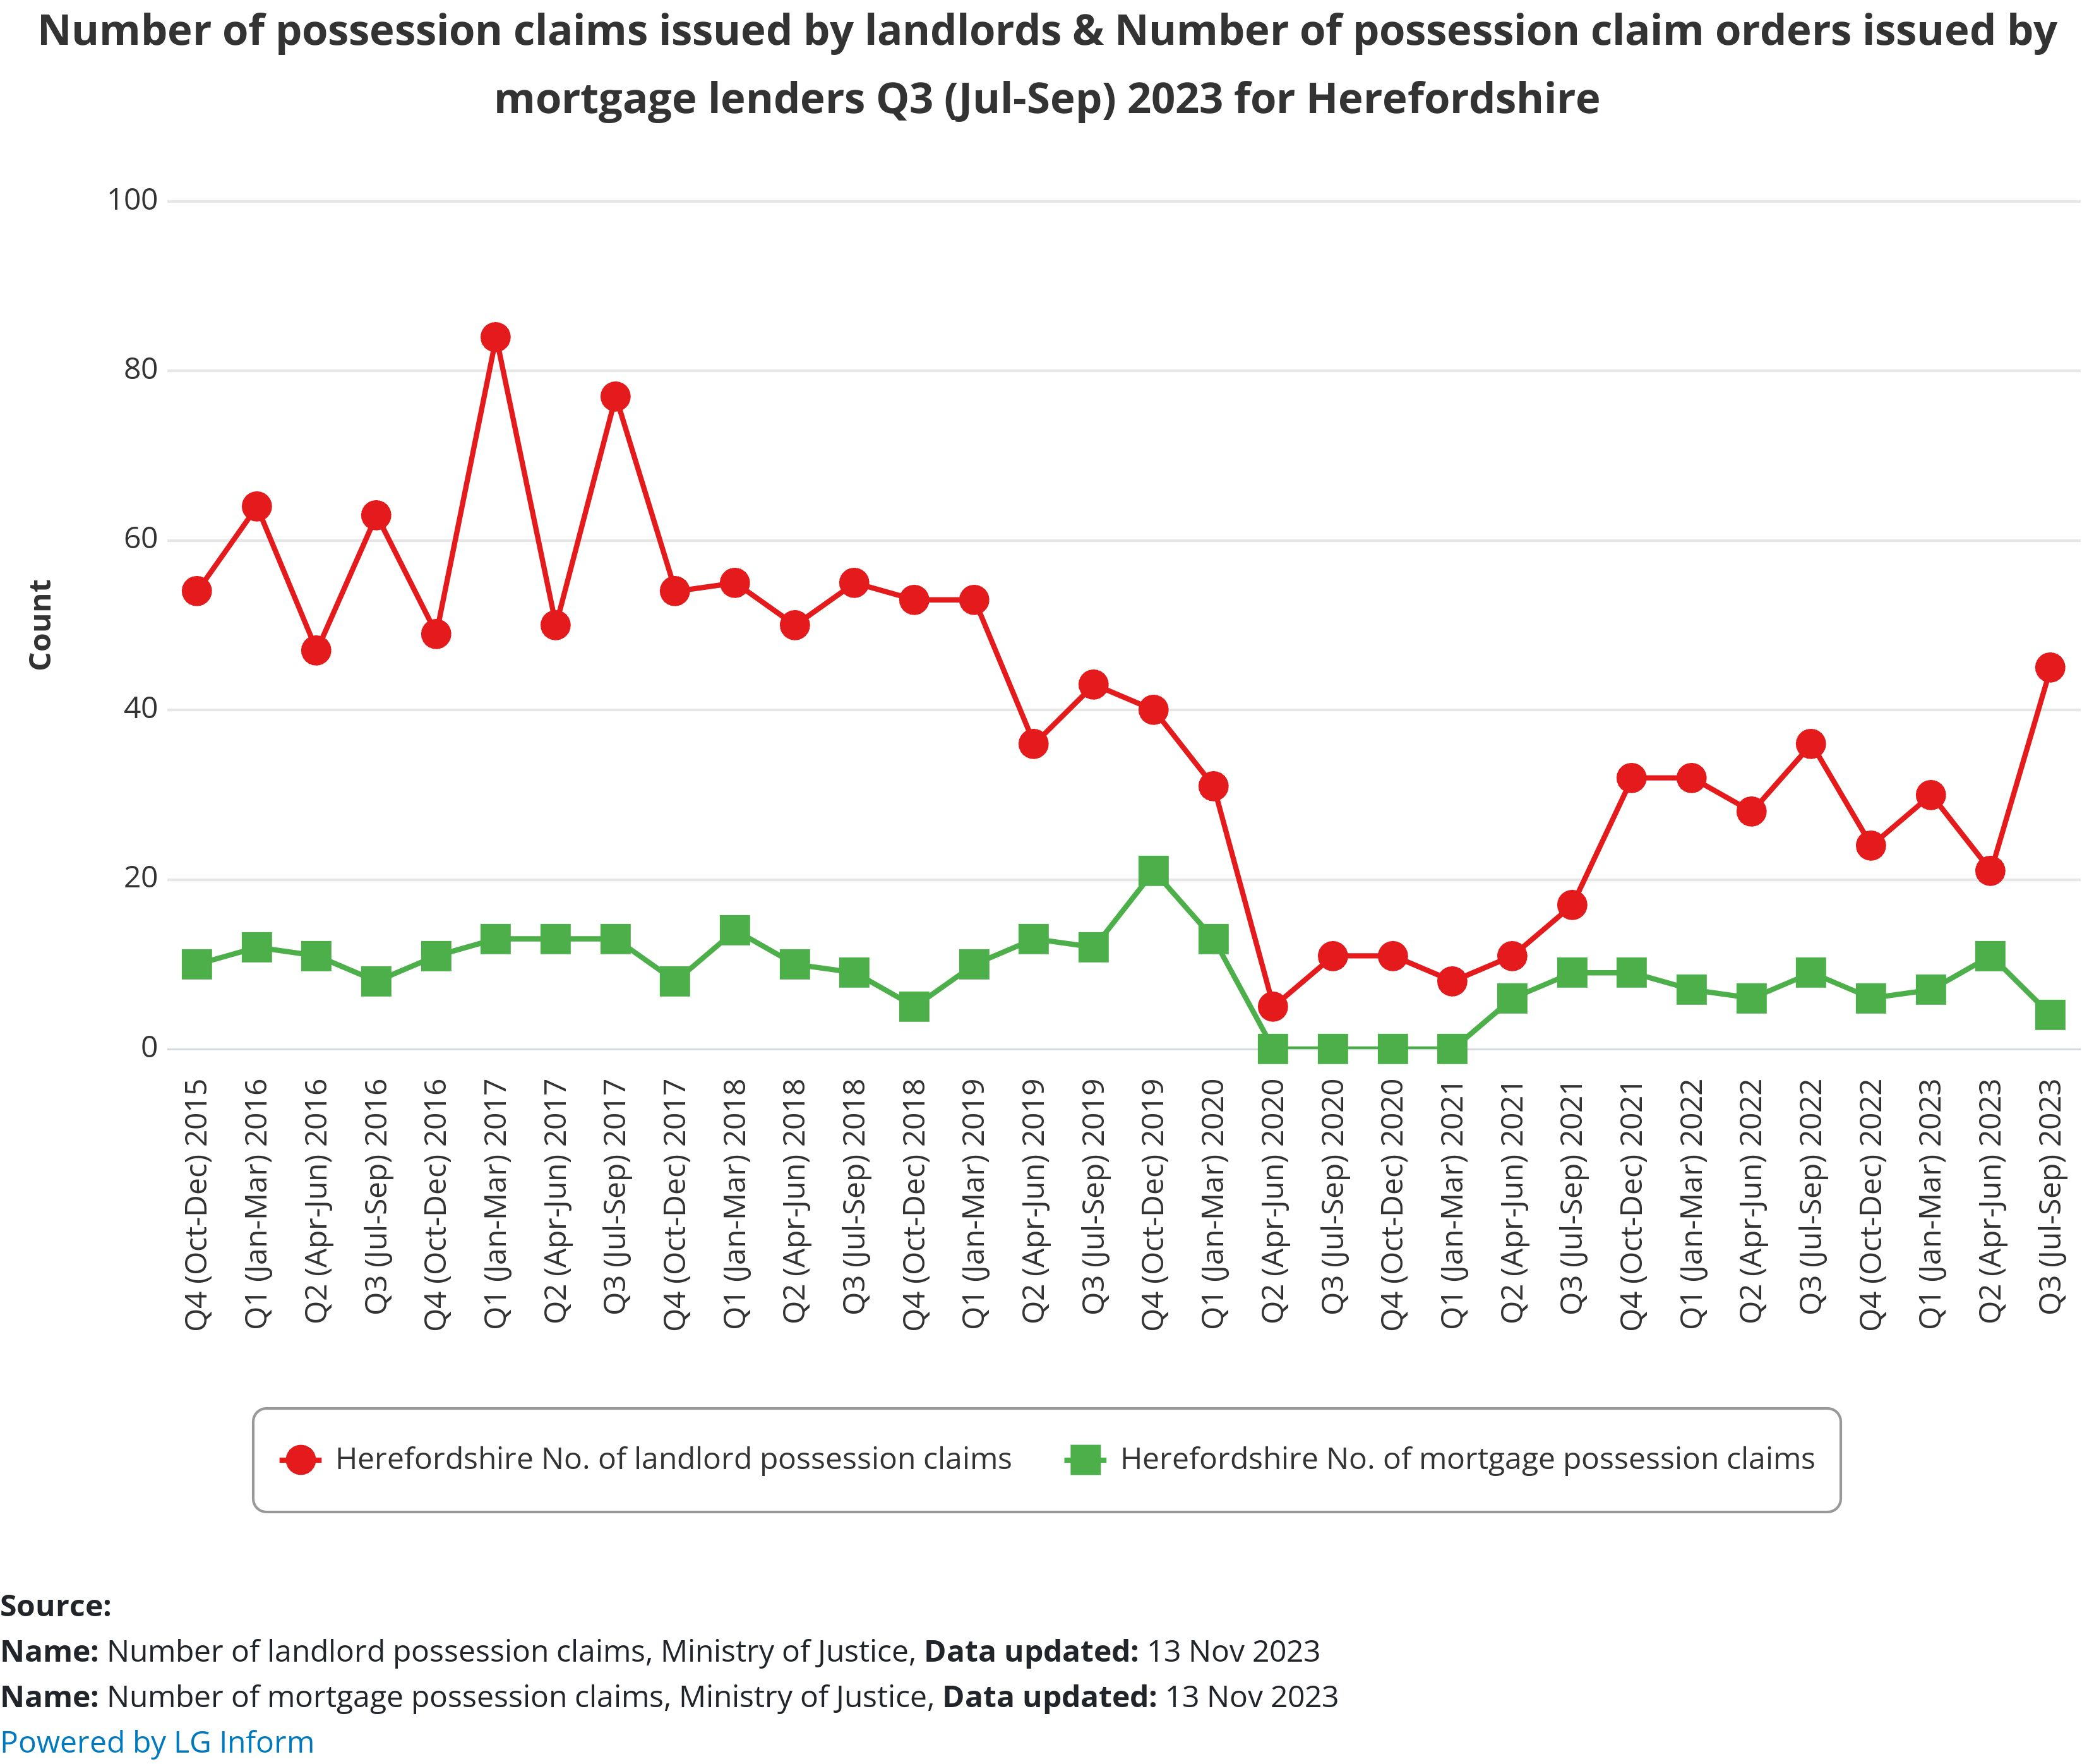 Number of possession claims issued by landlords & Number of possession claim orders issued by
mortgage lenders Q3 (Jul-Sep) 2023 for Herefordshire
100
80
60
40
20
0
Count
Q4 (Oct-Dec) 2015
Q1 (Jan-Mar) 2016
Q2 (Apr-Jun) 2016
Q3 (Jul-Sep) 2016
Q4 (Oct-Dec) 2016
Q1 (Jan-Mar) 2017
Q2 (Apr-Jun) 2017
Q3 (Jul-Sep) 2017
Q4 (Oct-Dec) 2017
Q1 (Jan-Mar) 2018
Q2 (Apr-Jun) 2018
Q3 (Jul-Sep) 2018
Q4 (Oct-Dec) 2018
Q1 (Jan-Mar) 2019
Q2 (Apr-Jun) 2019
Q3 (Jul-Sep) 2019
Q4 (Oct-Dec) 2019
Q1 (Jan-Mar) 2020
Q2 (Apr-Jun) 2020
Q3 (Jul-Sep) 2020
Q4 (Oct-Dec) 2020
Q1 (Jan-Mar) 2021
Q2 (Apr-Jun) 2021
Q3 (Jul-Sep) 2021
Q4 (Oct-Dec) 2021
Q1 (Jan-Mar) 2022
Q2 (Apr-Jun) 2022
Q3 (Jul-Sep) 2022
Q4 (Oct-Dec) 2022
Q1 (Jan-Mar) 2023
Q2 (Apr-Jun) 2023
Q3 (Jul-Sep) 2023
Herefordshire No. of landlord possession claims
Herefordshire No. of mortgage possession claims
Source:
Name: Number of landlord possession claims, Ministry of Justice, Data updated: 13 Nov 2023
Name: Number of mortgage possession claims, Ministry of Justice, Data updated: 13 Nov 2023
Powered by LG Inform